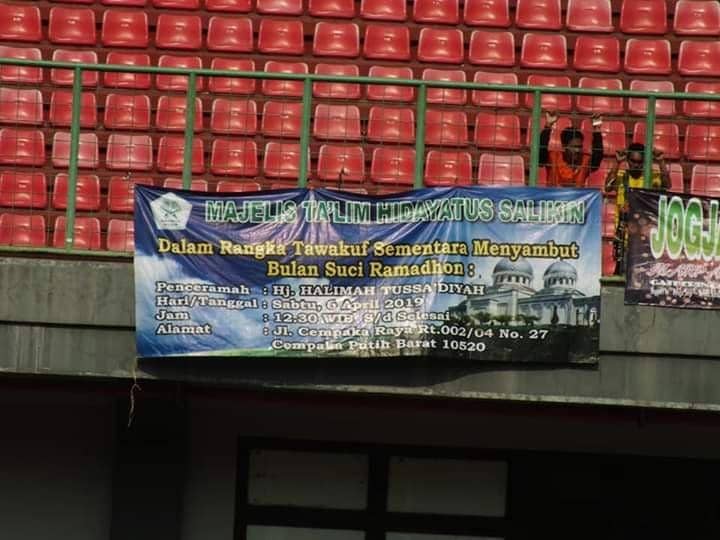 MAJELIS TA'LIM HIDAYATUS SALIKIN
Dalam Rangka Tawakuf Sementara Menyambut
Bulan Suci Ramadhon :
Penceramah : Hj. HALIMAH TUSSA'DIYAH
Hari/Tanggal : Sabtu, 6 April 2019
Jam : 12.30 WIB. S/d Selesai
Alamat : Jl. Cempaka Raya Rt.002/04 No. 27
Cempaka Putih Barat 10520
JOGJ